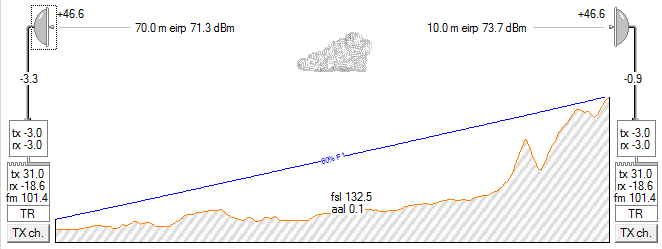 +46.6
70.0 m eirp 71.3 dBm
10.0 m eirp 73.7 dBm
+46.6
-3.3
-0.9
tx -3.0
rx -3.0
tx 31.0
rx -18.6
fm 101.4
TR
TX ch.
60% F1
fsl 132.5
aal 0.1
tx -3.0
rx -3.0
tx 31.0
rx -18.6
fm 101.4
TR
TX ch.